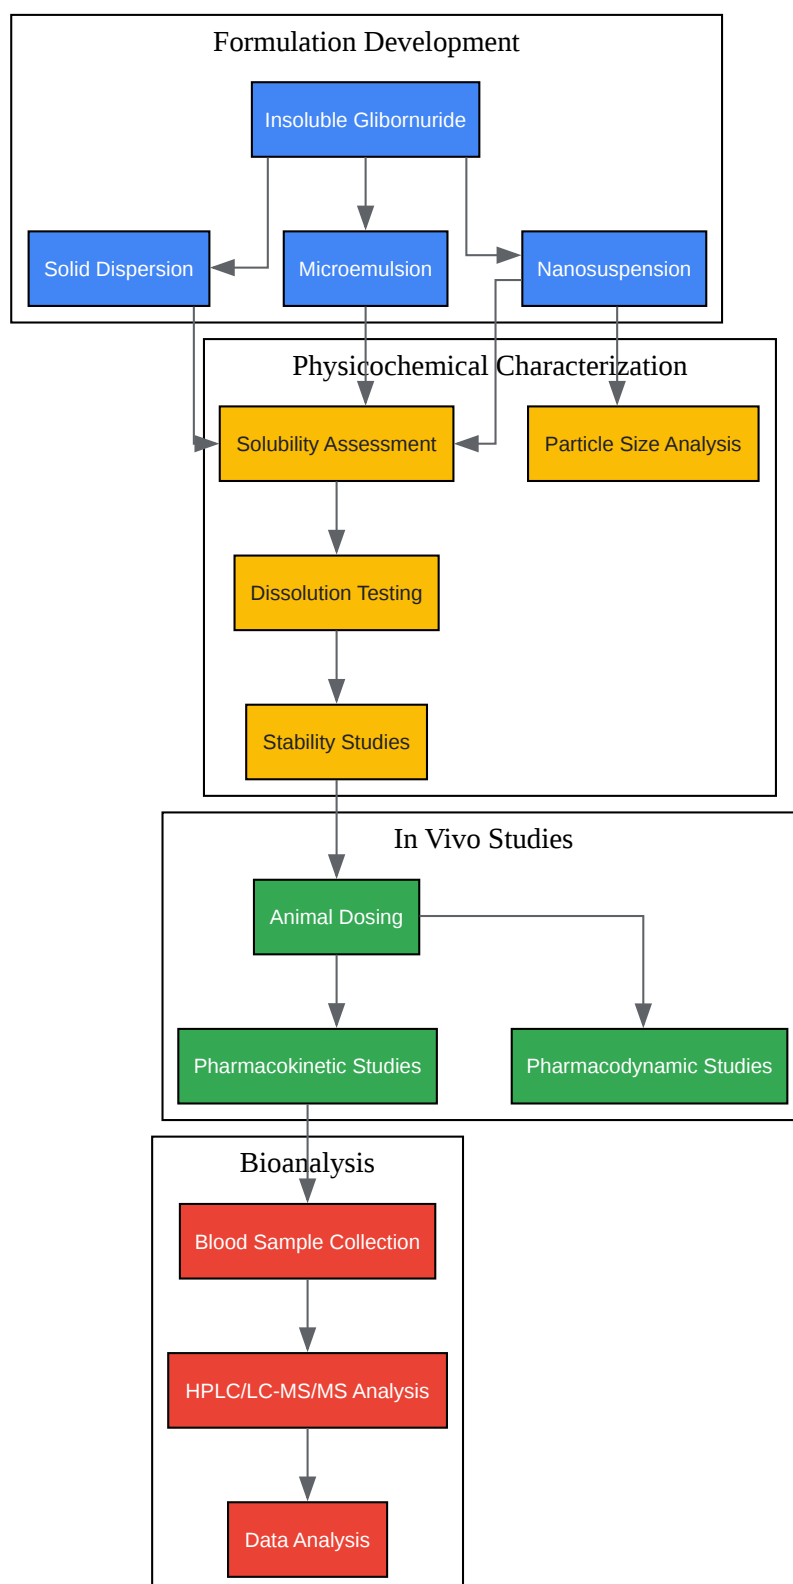 Formulation Development
Insoluble Glibornuride
Solid Dispersion
Microemulsion
Nanosuspension
Physicochemical Characterization
Solubility Assessment
Particle Size Analysis
Dissolution Testing
Stability Studies
In Vivo Studies
Animal Dosing
Pharmacokinetic Studies
Pharmacodynamic Studies
Bioanalysis
Blood Sample Collection
HPLC/LC-MS/MS Analysis
Data Analysis